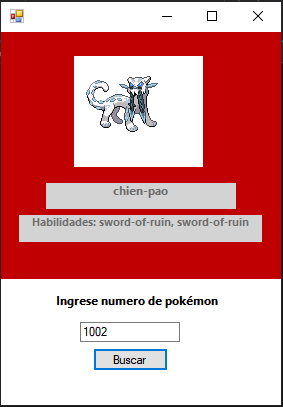 chien-pao
Habilidades: sword-of-ruin, sword-of-ruin
Ingrese numero de pokémon
1002
Buscar